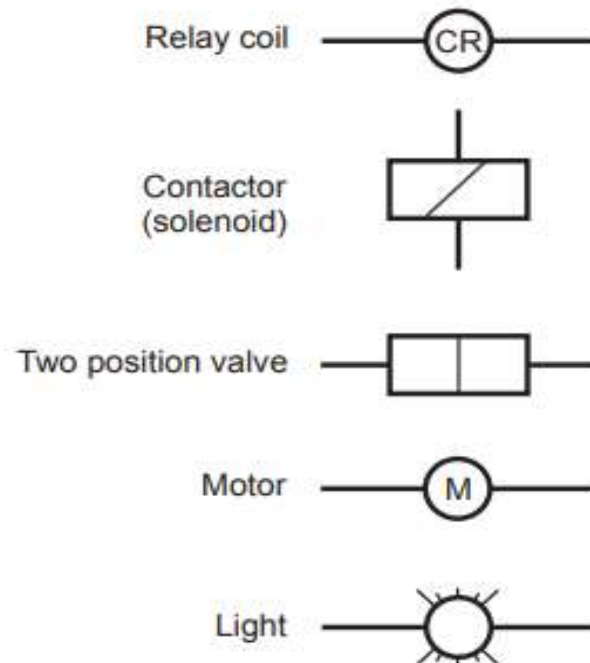 Relay coil
CR
Contactor
(solenoid)
Two position valve
Motor
M
Light